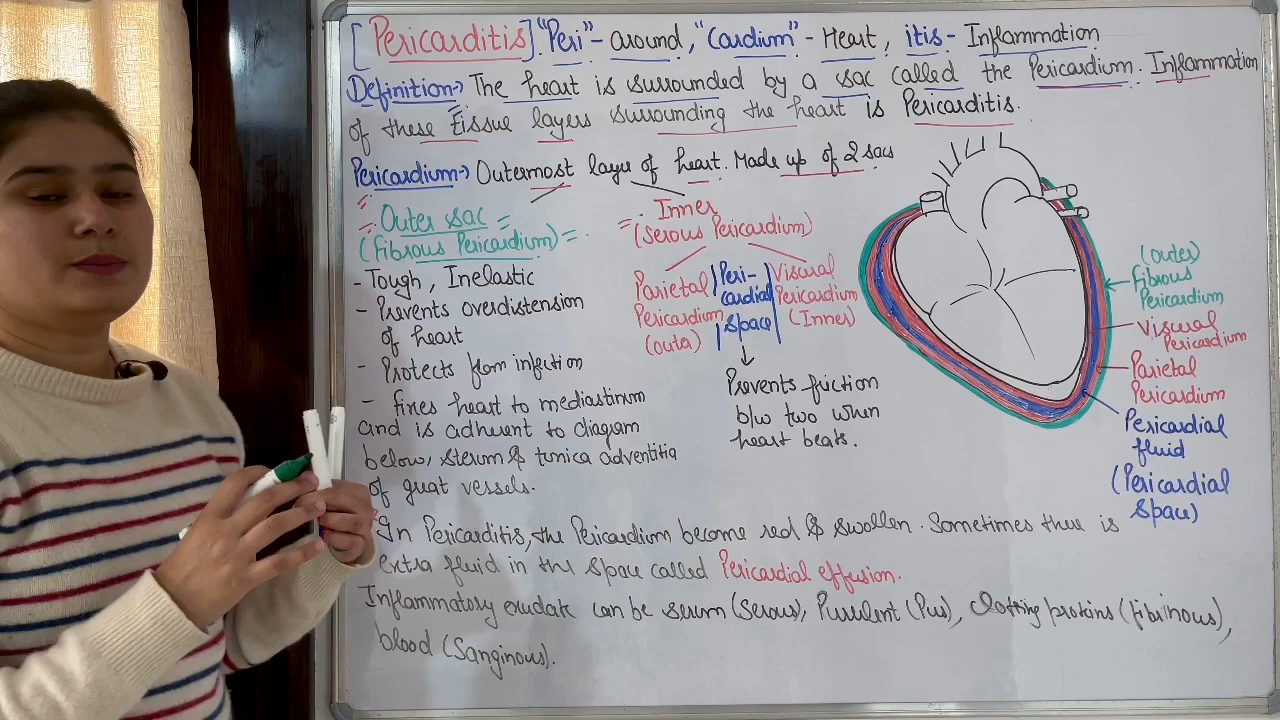 [Pericarditis] "Peri" - around, "Cardium" - Heart, itis - Inflammation
Definition:-> The heart is surrounded by a sac called the Pericardium. Inflammation
of these tissue layers surrounding the heart is Pericarditis.
Pericardium:-> Outermost layer of heart. Made up of 2 sacs
= Outer sac =
(Fibrous Pericardium) =
- Tough, Inelastic
- Prevents overdistension
of heart
- Protects from infection
- fixes heart to mediastinum
and is adherent to diagram
below, sterum & tunica adventitia
of great vessels.
= Inner
(Serous Pericardium)
Parietal
Pericardium
(outer)
Peri-
cardial
space
Visceral
Pericardium
(Inner)
Prevents friction
b/w two when
heart beats.
(outer)
Fibrous
Pericardium
Visceral
Pericardium
Parietal
Pericardium
Pericardial
fluid
(Pericardial
Space)
In Pericarditis, the Pericardium become red & swollen. Sometimes there is
extra fluid in the space called Pericardial effusion.
Inflammatory exudate can be serum (serous), Purulent (Pus), Clotting proteins (fibrinous),
blood (Sanginous).